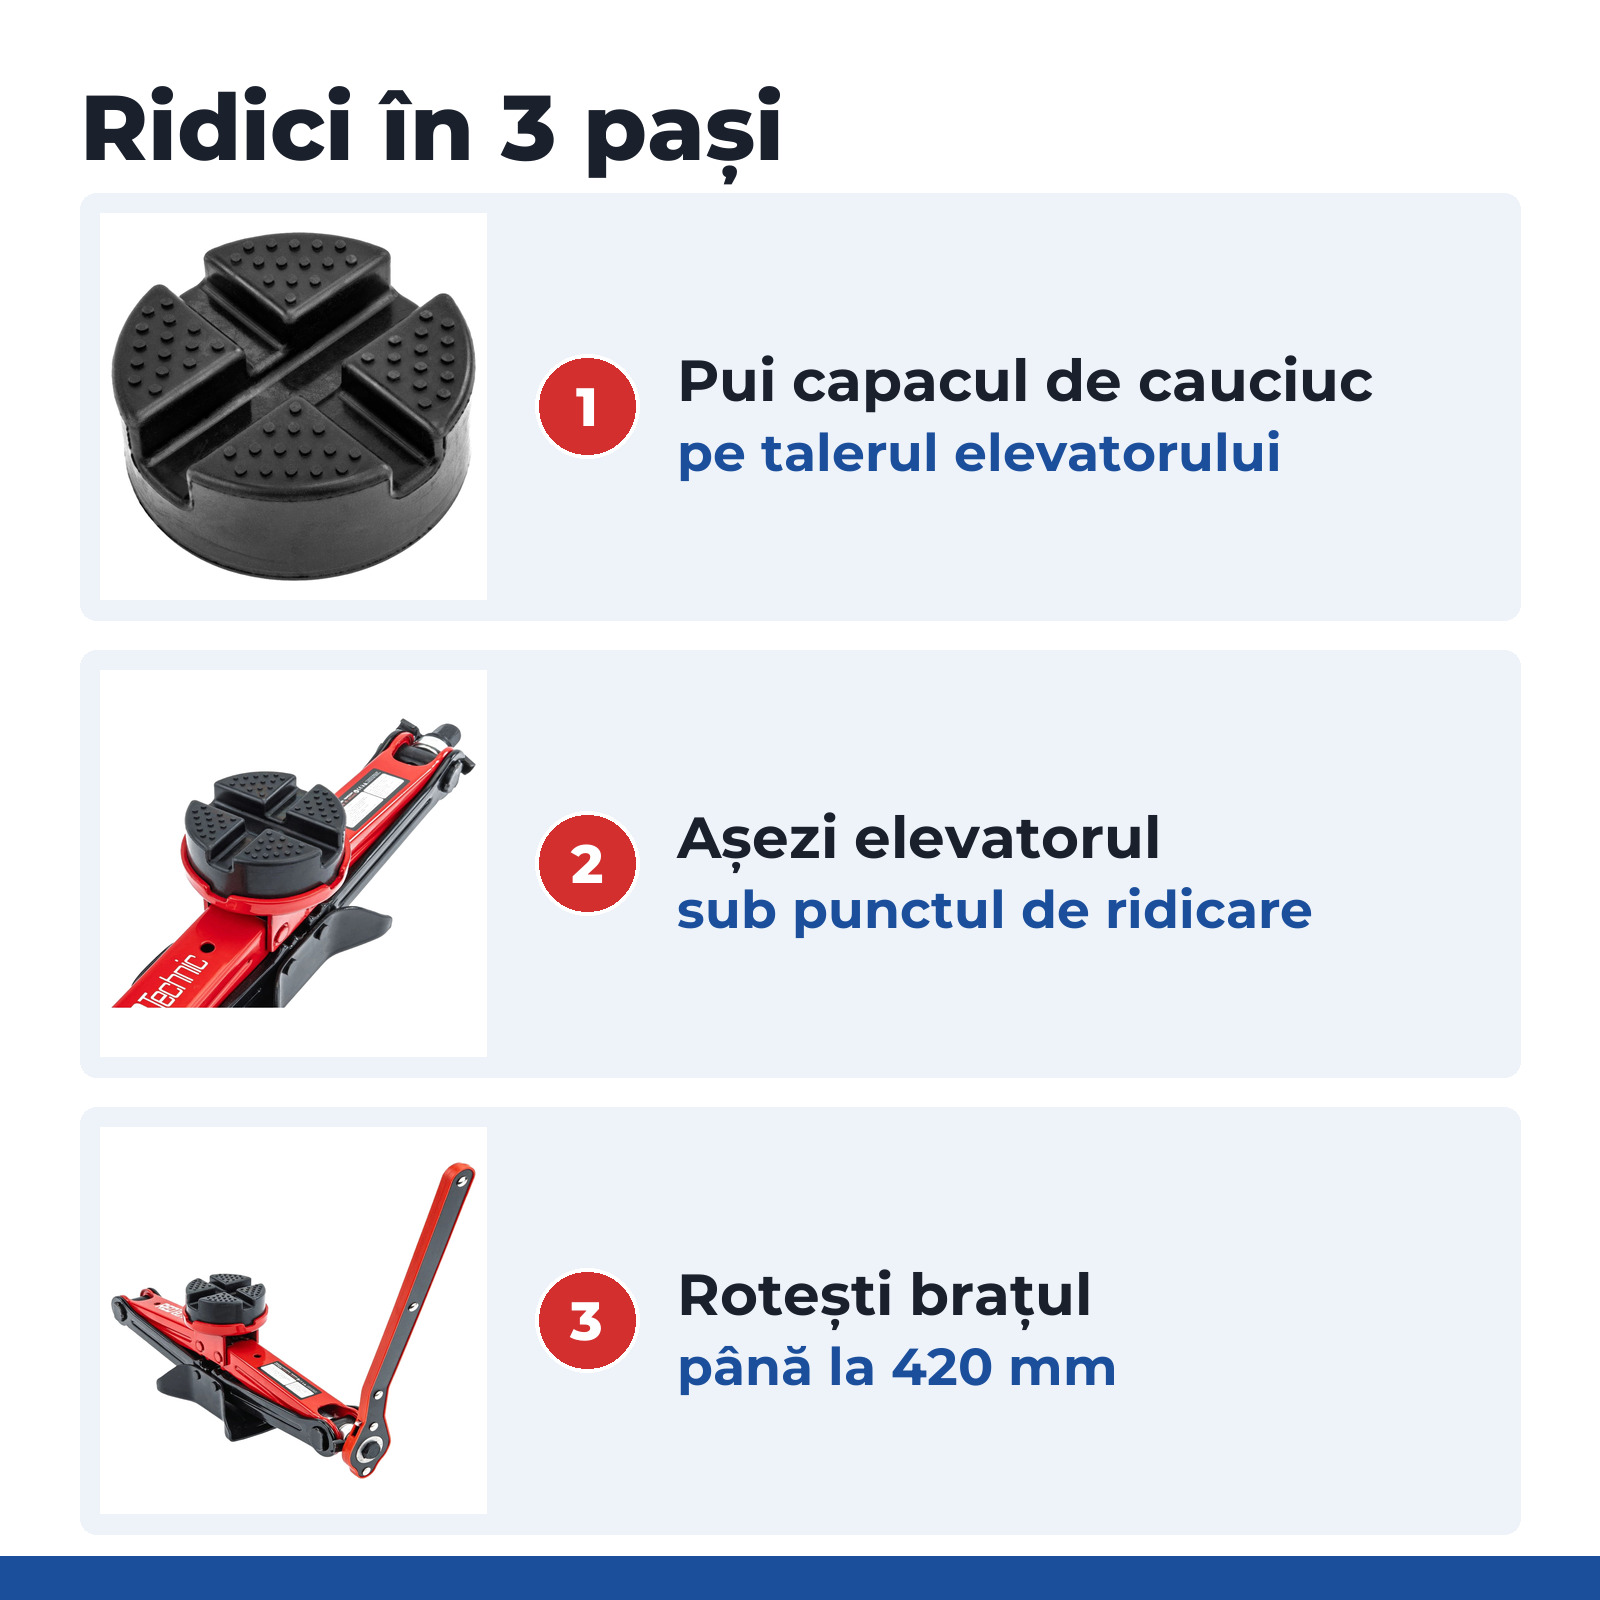 Ridici în 3 pași
1
Pui capacul de cauciuc
pe talerul elevatorului
Technic
2
Așezi elevatorul
sub punctul de ridicare
3
Rotești brațul
până la 420 mm